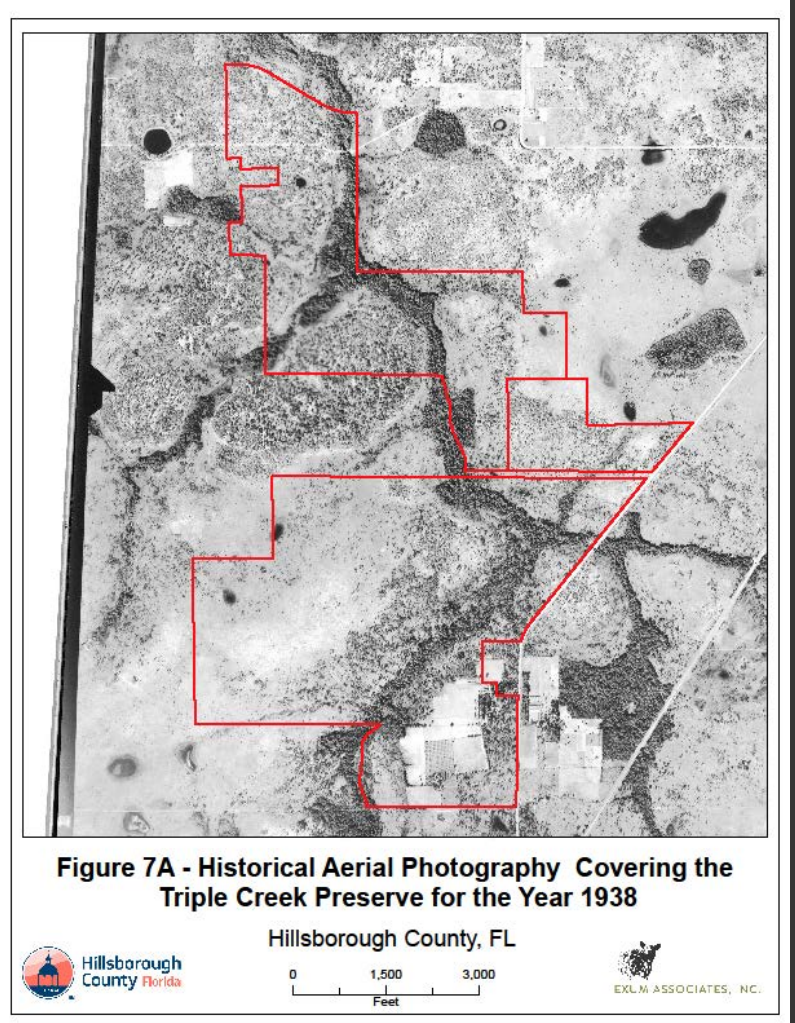 Figure 7A - Historical Aerial Photography  Covering the
Triple Creek Preserve for the Year 1938
Hillsborough County, FL
Hillsborough
County Florida
0 1,500 3,000
Feet
EXUM ASSOCIATES, INC.